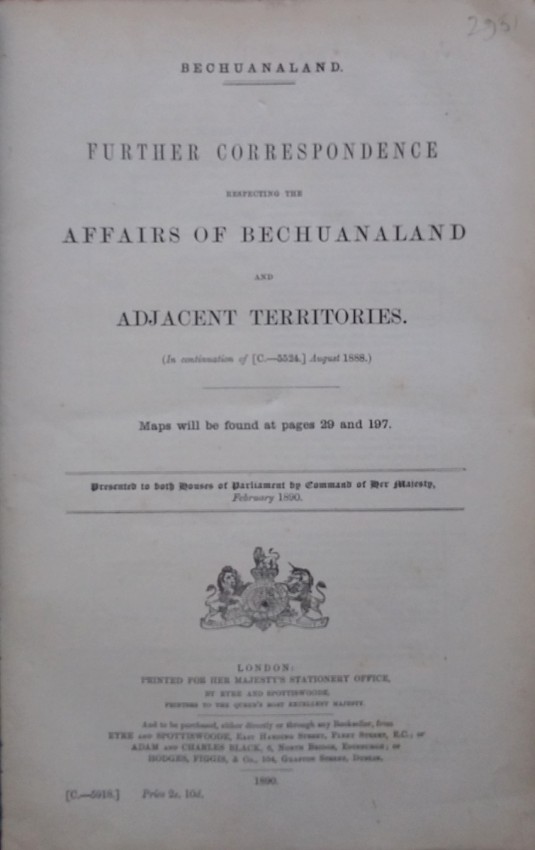 2931
BECHUANALAND.
FURTHER CORRESPONDENCE
RESPECTING THE
AFFAIRS OF BECHUANALAND
AND
ADJACENT TERRITORIES.
(In continuation of [C.—5524.] August 1888.)
Maps will be found at pages 29 and 197.
Presented to both Houses of Parliament by Command of Her Majesty,
February 1890.
LONDON:
PRINTED FOR HER MAJESTY'S STATIONERY OFFICE,
BY EYRE AND SPOTTISWOODE,
PRINTERS TO THE QUEEN'S MOST EXCELLENT MAJESTY.
And to be purchased, either directly or through any Bookseller, from
EYRE AND SPOTTISWOODE, EAST HARDING STREET, FLEET STREET, E.C.; or
ADAM AND CHARLES BLACK, 6, NORTH BRIDGE, EDINBURGH; or
HODGES, FIGGIS, & Co., 104, GRAFTON STREET, DUBLIN.
1890.
[C.—5918.] Price 2s. 10d.